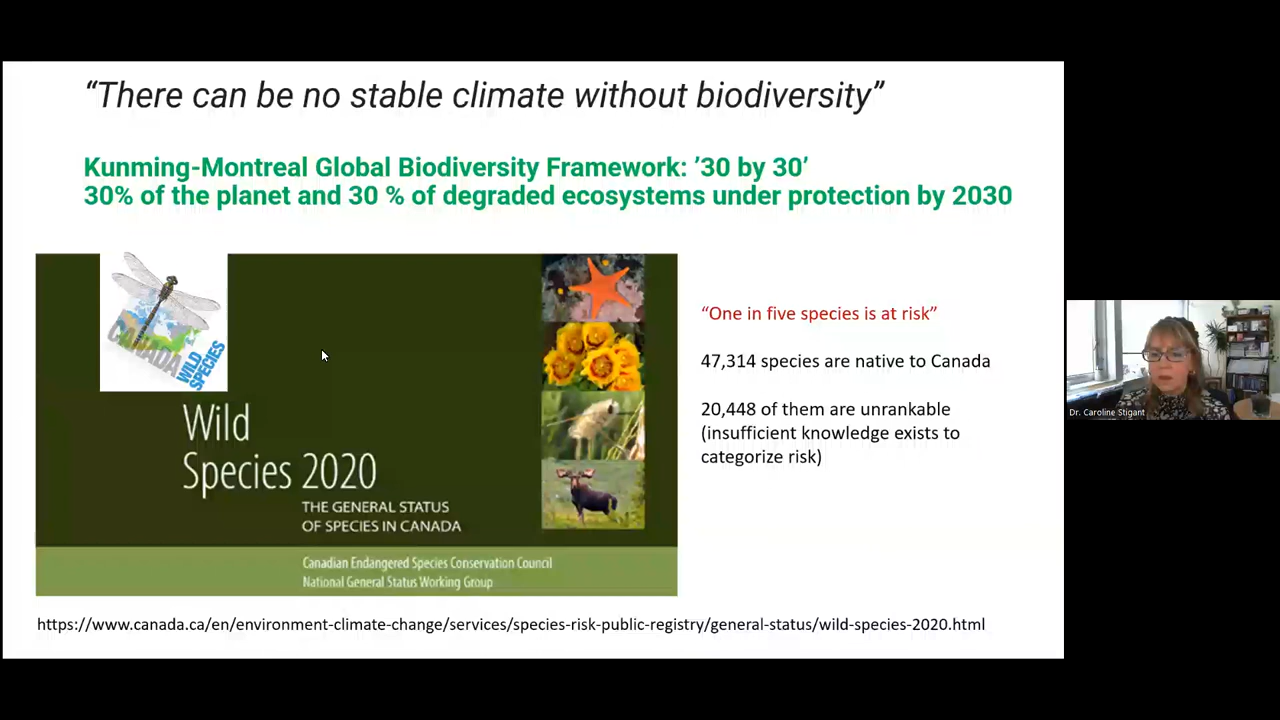 “There can be no stable climate without biodiversity”
Kunming-Montreal Global Biodiversity Framework: ’30 by 30’
30% of the planet and 30 % of degraded ecosystems under protection by 2030
CANADA
WILD
SPECIES
Wild
Species 2020
THE GENERAL STATUS
OF SPECIES IN CANADA
Canadian Endangered Species Conservation Council
National General Status Working Group
“One in five species is at risk”
47,314 species are native to Canada
20,448 of them are unrankable
(insufficient knowledge exists to
categorize risk)
https://www.canada.ca/en/environment-climate-change/services/species-risk-public-registry/general-status/wild-species-2020.html
Dr. Caroline Stigant